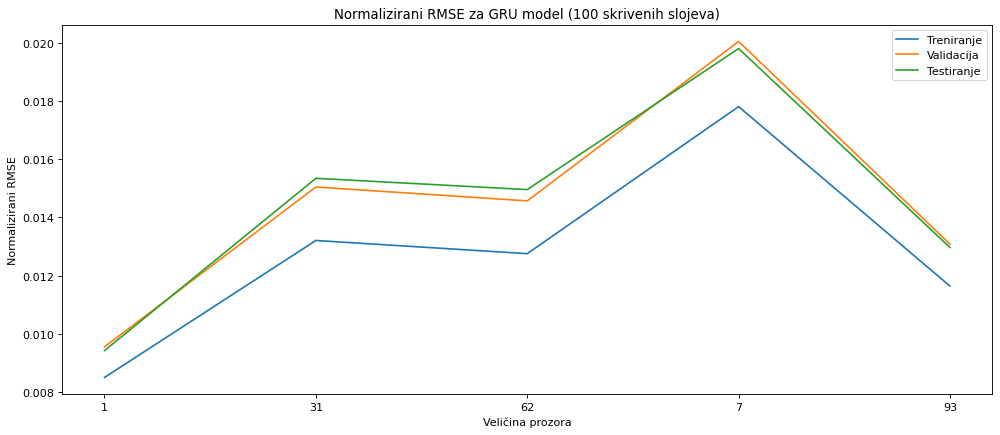 Normalizirani RMSE za GRU model (100 skrivenih slojeva)
Normalizirani RMSE
0.020
0.018
0.016
0.014
0.012
0.010
0.008
Treniranje
Validacija
Testiranje
1 31 62 7 93
Veličina prozora